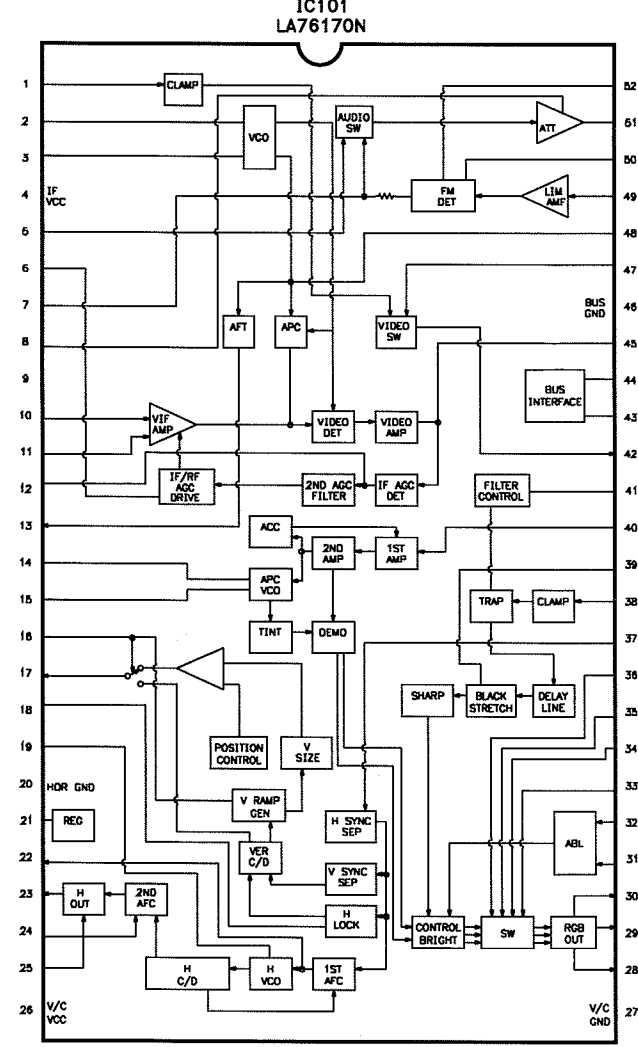 IC101
LA76170N
1
CLAMP
52
2
VCO
AUDIO
SW
ATT
51
3
50
4
IF
VCC
FM
DET
LIM
AMF
49
5
48
6
47
7
46
BUS
GND
8
AFT
APC
VIDEO
SW
45
9
44
BUS
INTERFACE
10
VIF
AMP
VIDEO
DET
VIDEO
AMP
43
11
42
12
IF/RF
AGC
DRIVE
2ND AGC
FILTER
IF AGC
DET
FILTER
CONTROL
41
13
ACC
40
2ND
AMP
1ST
AMP
14
APC
VCO
39
15
TRAP
CLAMP
38
TINT
DEMO
16
37
17
36
SHARP
BLACK
STRETCH
DELAY
LINE
18
35
19
POSITION
CONTROL
V
SIZE
34
20
HOR GND
33
V RAMP
GEN
21
REG
H SYNC
SEP
ABL
32
22
VER
C/D
31
V SYNC
SEP
23
H
OUT
2ND
AFC
30
24
H
LOCK
CONTROL
BRIGHT
SW
RGB
OUT
29
25
H
C/D
H
VCO
1ST
AFC
28
26
V/C
VCC
V/C
GND
27